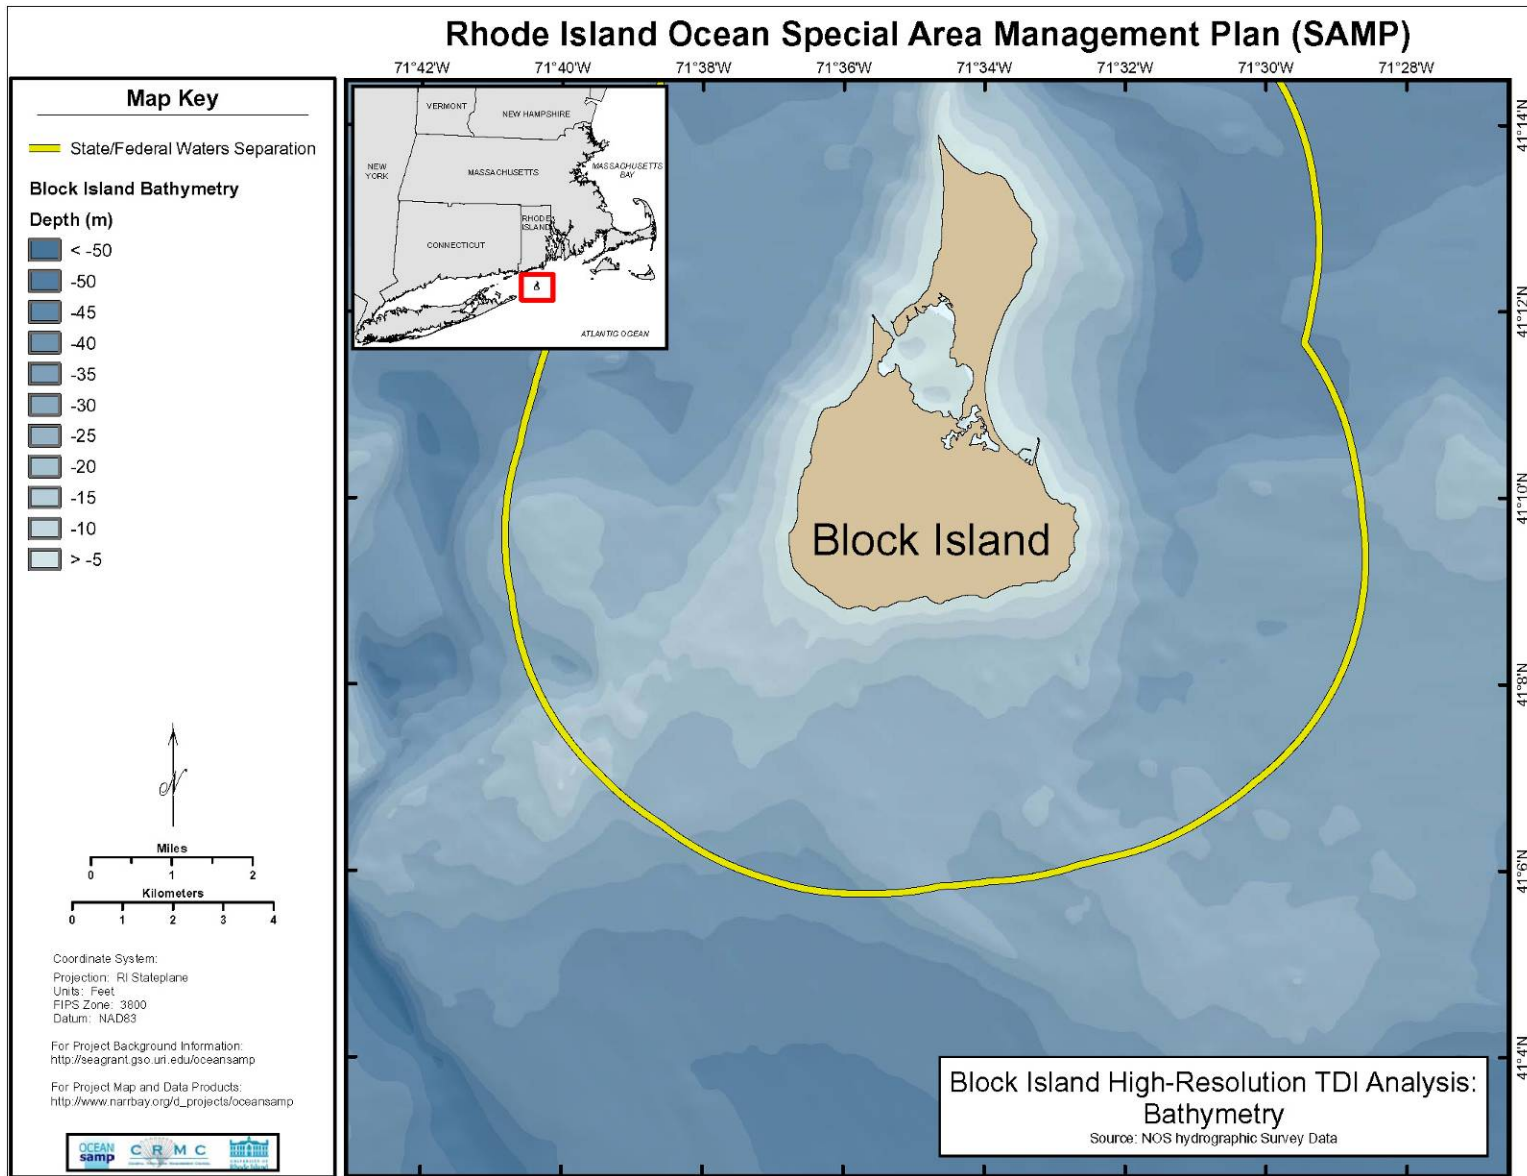 Rhode Island Ocean Special Area Management Plan (SAMP)
71°42'W 71°40'W 71°38'W 71°36'W 71°34'W 71°32'W 71°30'W 71°28'W
Map Key
State/Federal Waters Separation
Block Island Bathymetry
Depth (m)
< -50
-50
-45
-40
-35
-30
-25
-20
-15
-10
> -5
N
Miles
0 1 2
Kilometers
0 1 2 3 4
Coordinate System:
Projection: RI Stateplane
Units: Feet
FIPS Zone: 3800
Datum: NAD83
For Project Background Information:
http://seagrant.gso.uri.edu/oceansamp
For Project Map and Data Products:
http://www.narrbay.org/d_projects/oceansamp
OCEAN
samp
CRMC
VERMONT
NEW HAMPSHIRE
NEW
YORK
MASSACHUSETTS
MASSACHUSETTS
BAY
CONNECTICUT
RHODE
ISLAND
ATLANTIC OCEAN
Block Island
41°14'N
41°12'N
41°10'N
41°8'N
41°6'N
41°4'N
Block Island High-Resolution TDI Analysis:
Bathymetry
Source: NOS hydrographic Survey Data